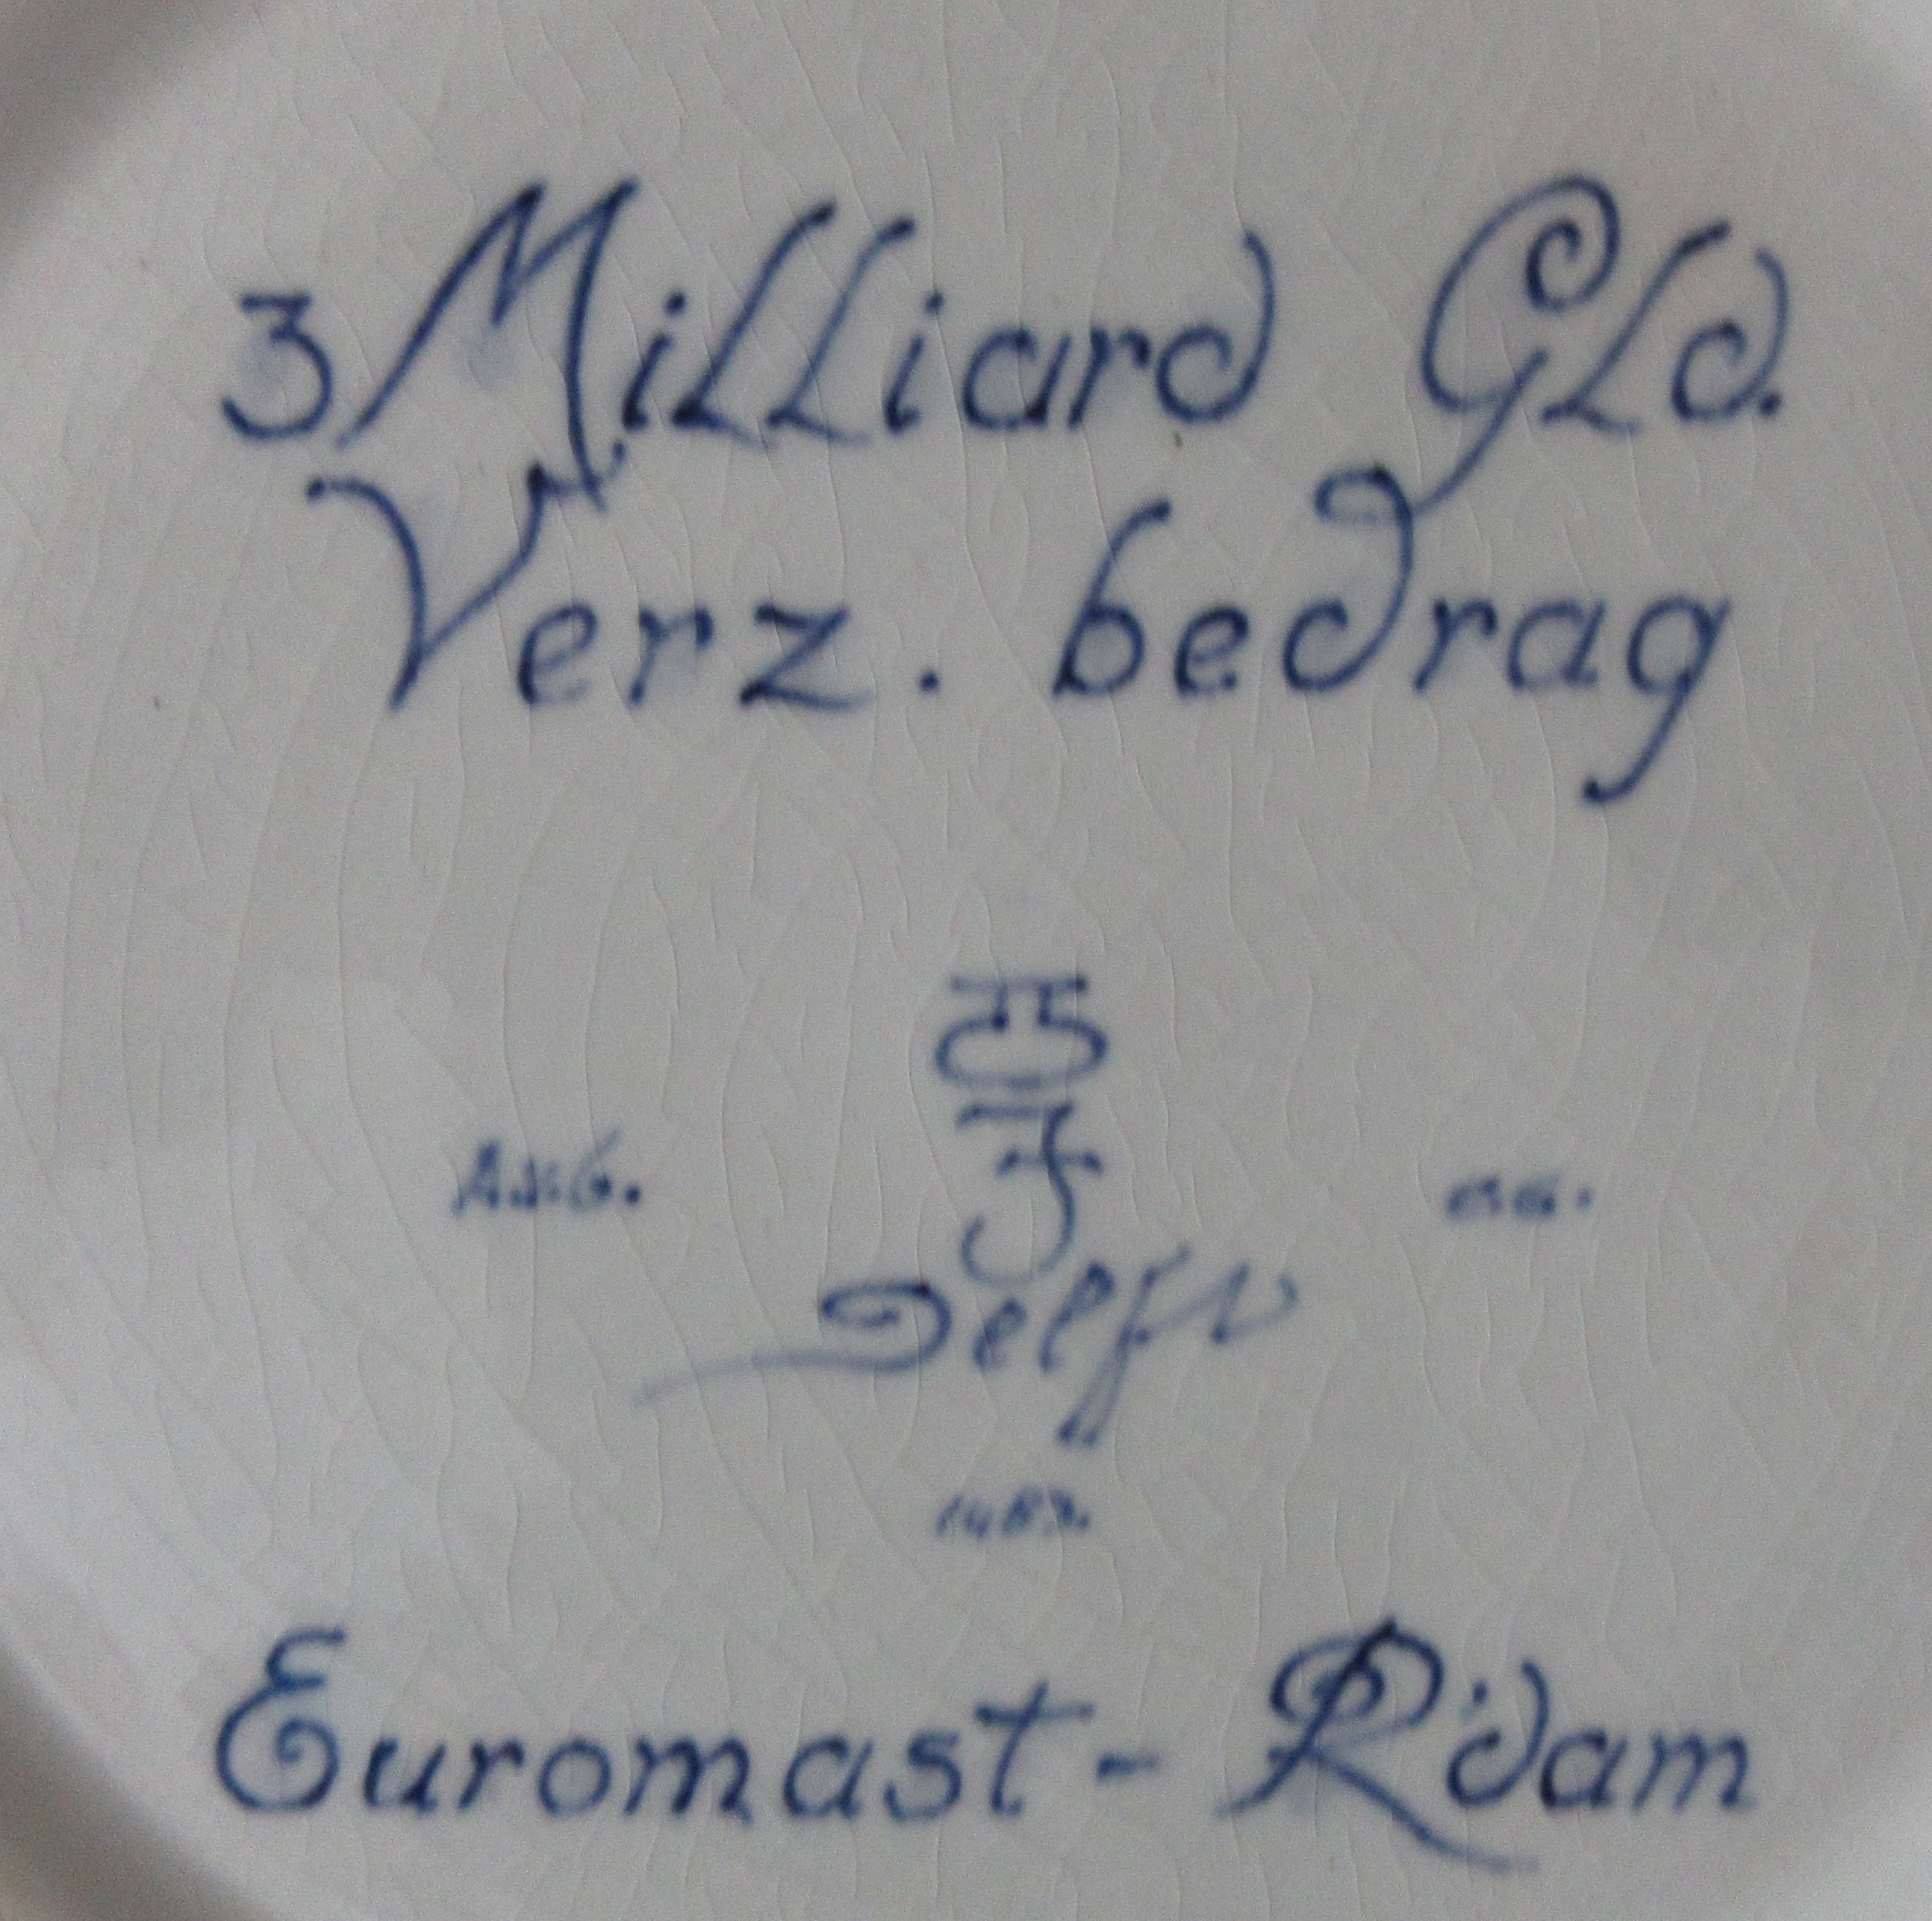 3 Milliard Gld.
Verz. bedrag
Delft
Euromast - R'dam